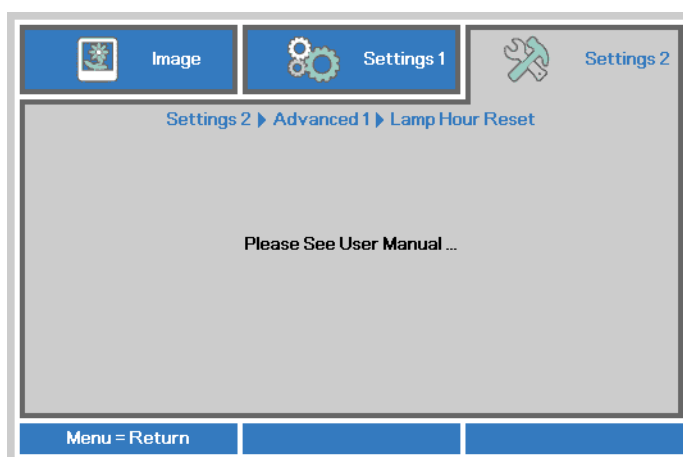 Image
Settings 1
Settings 2
Settings 2 ▶ Advanced 1 ▶ Lamp Hour Reset
Please See User Manual ...
Menu = Return